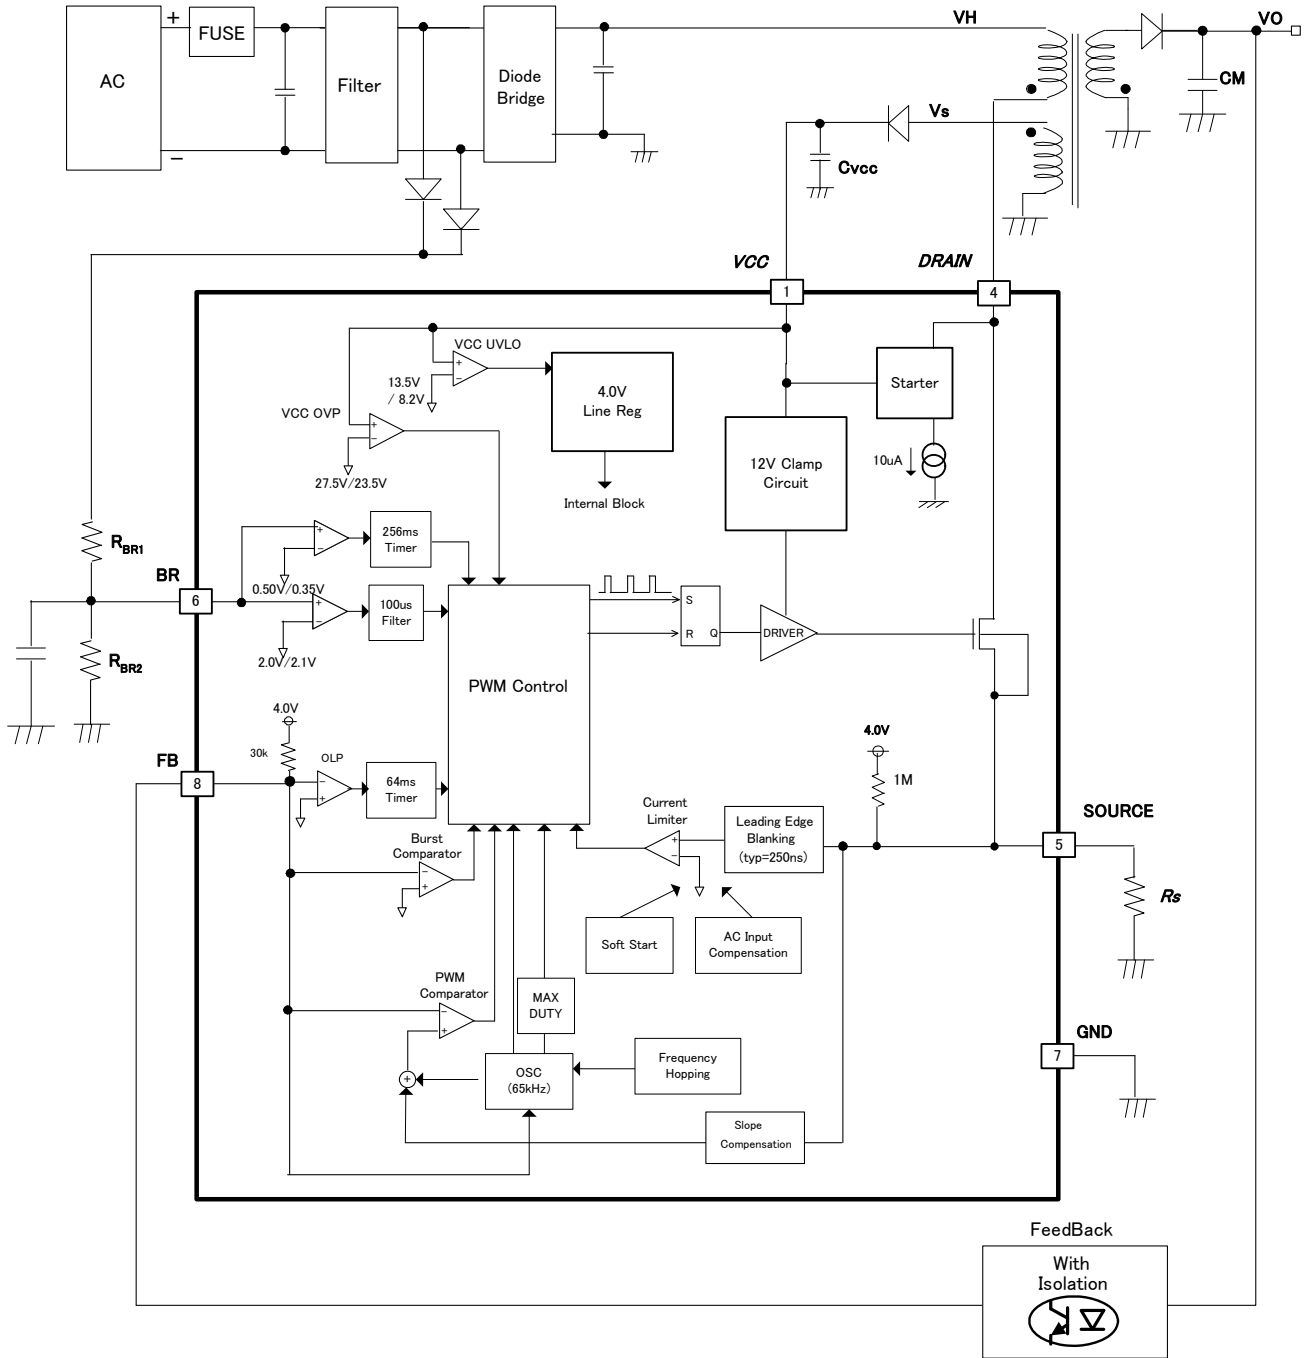 VH
VO
+
FUSE
AC
Filter
Diode
Bridge
CM
−
Vs
Cvcc
VCC
DRAIN
1
4
VCC UVLO
+
−
13.5V
/ 8.2V
4.0V
Line Reg
Starter
VCC OVP
+
−
27.5V/23.5V
12V Clamp
Circuit
10uA
Internal Block
RBR1
+
−
256ms
Timer
BR
6
0.50V/0.35V
+
−
100us
Filter
S
R
Q
DRIVER
RBR2
2.0V/2.1V
PWM Control
4.0V
30k
4.0V
FB
8
OLP
−
+
64ms
Timer
1M
Current
Limiter
+
−
Leading Edge
Blanking
(typ=250ns)
SOURCE
5
Burst
Comparator
−
+
Rs
Soft Start
AC Input
Compensation
PWM
Comparator
−
+
MAX
DUTY
GND
7
+
OSC
(65kHz)
Frequency
Hopping
Slope
Compensation
FeedBack
With
Isolation